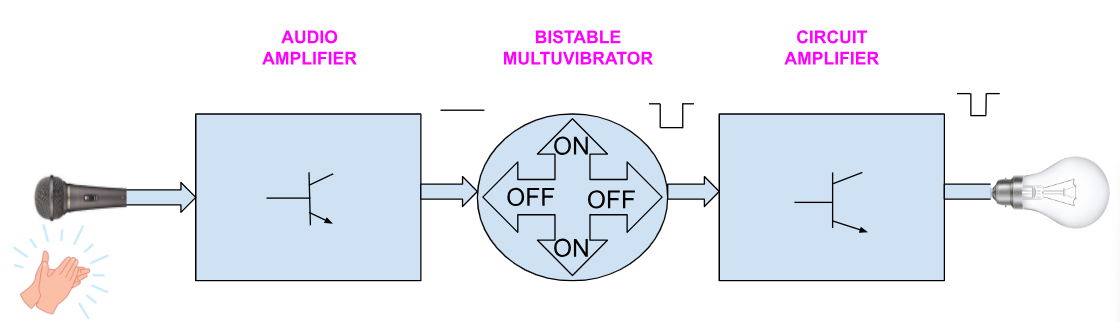 AUDIO
AMPLIFIER
BISTABLE
MULTUVIBRATOR
CIRCUIT
AMPLIFIER
ON
OFF
OFF
ON